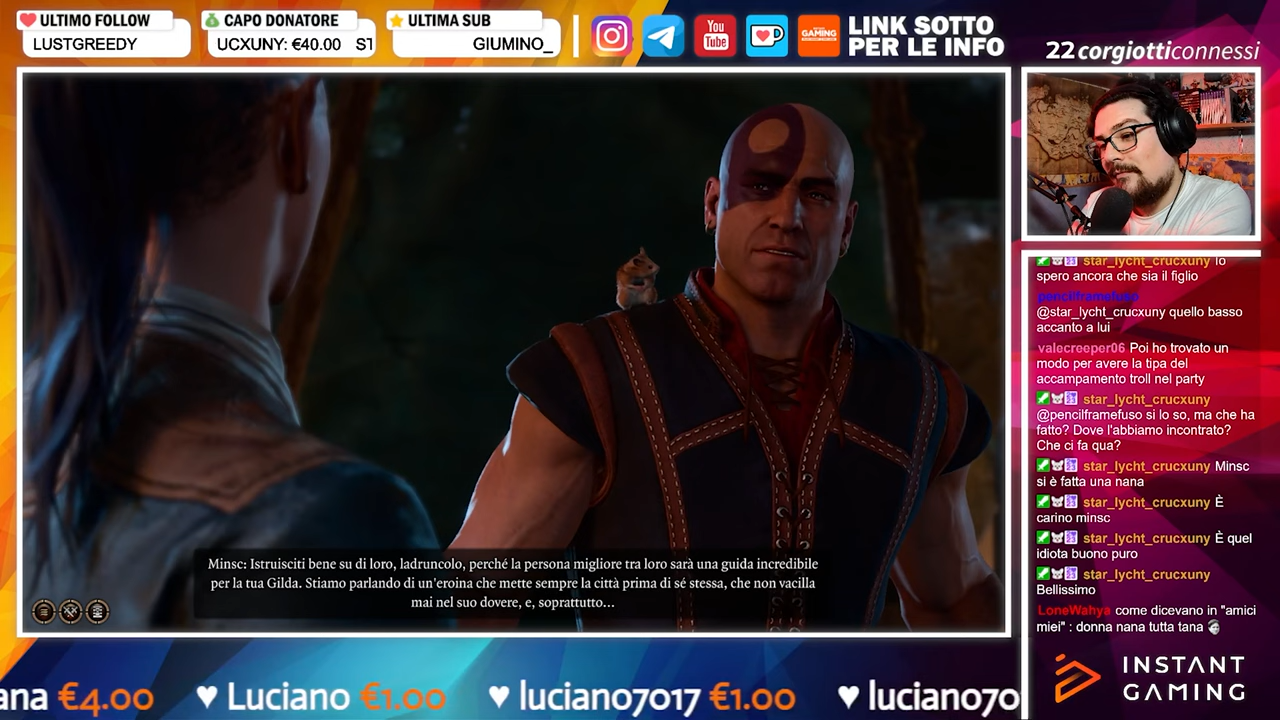 ULTIMO FOLLOW
LUSTGREEDY
CAPO DONATORE
UCXUNY: €40.00 ST
ULTIMA SUB
GIUMINO_
You
Tube
GAMING
LINK SOTTO
PER LE INFO
22corgiotticonnessi
star_lycht_crucxuny Io
spero ancora che sia il figlio
pencilframefuso
@star_lycht_crucxuny quello basso
accanto a lui
valecreeper06 Poi ho trovato un
modo per avere la tipa del
accampamento troll nel party
star_lycht_crucxuny
@pencilframefuso si lo so, ma che ha
fatto? Dove l'abbiamo incontrato?
Che ci fa qua?
star_lycht_crucxuny Minsc
si è fatta una nana
star_lycht_crucxuny È
carino minsc
star_lycht_crucxuny È quel
idiota buono puro
star_lycht_crucxuny
Bellissimo
LoneWahya come dicevano in "amici
miei" : donna nana tutta tana
Minsc: Istruisciti bene su di loro, ladruncolo, perché la persona migliore tra loro sarà una guida incredibile
per la tua Gilda. Stiamo parlando di un'eroina che mette sempre la città prima di sé stessa, che non vacilla
mai nel suo dovere, e, soprattutto...
INSTANT
GAMING
ana €4.00 ♥ Luciano €1.00 ♥ luciano7017 €1.00 ♥ luciano70